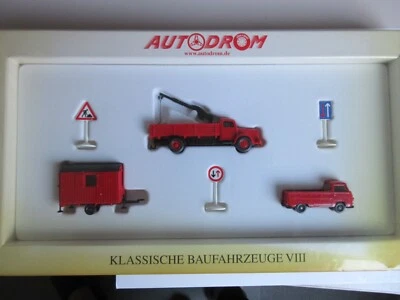 AUTODROM
www.autodrom.de
KLASSISCHE BAUFAHRZEUGE VIII